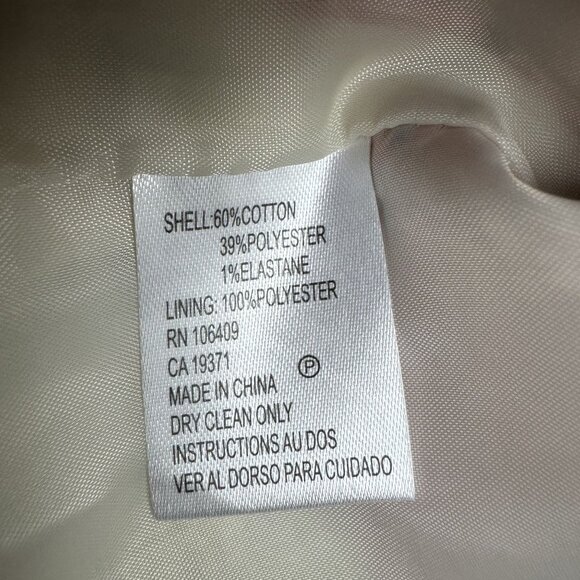 SHELL:60%COTTON
39%POLYESTER
1%ELASTANE
LINING: 100%POLYESTER
RN 106409
CA 19371
P
MADE IN CHINA
DRY CLEAN ONLY
INSTRUCTIONS AU DOS
VER AL DORSO PARA CUIDADO